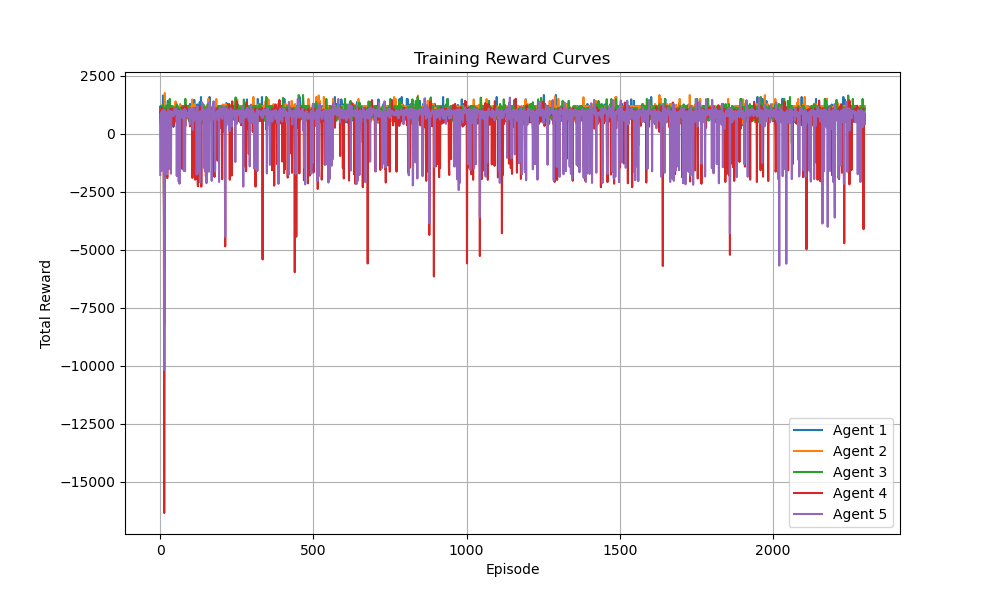 Training Reward Curves
2500
0
−2500
−5000
−7500
−10000
−12500
−15000
Total Reward
0 500 1000 1500 2000
Episode
Agent 1
Agent 2
Agent 3
Agent 4
Agent 5